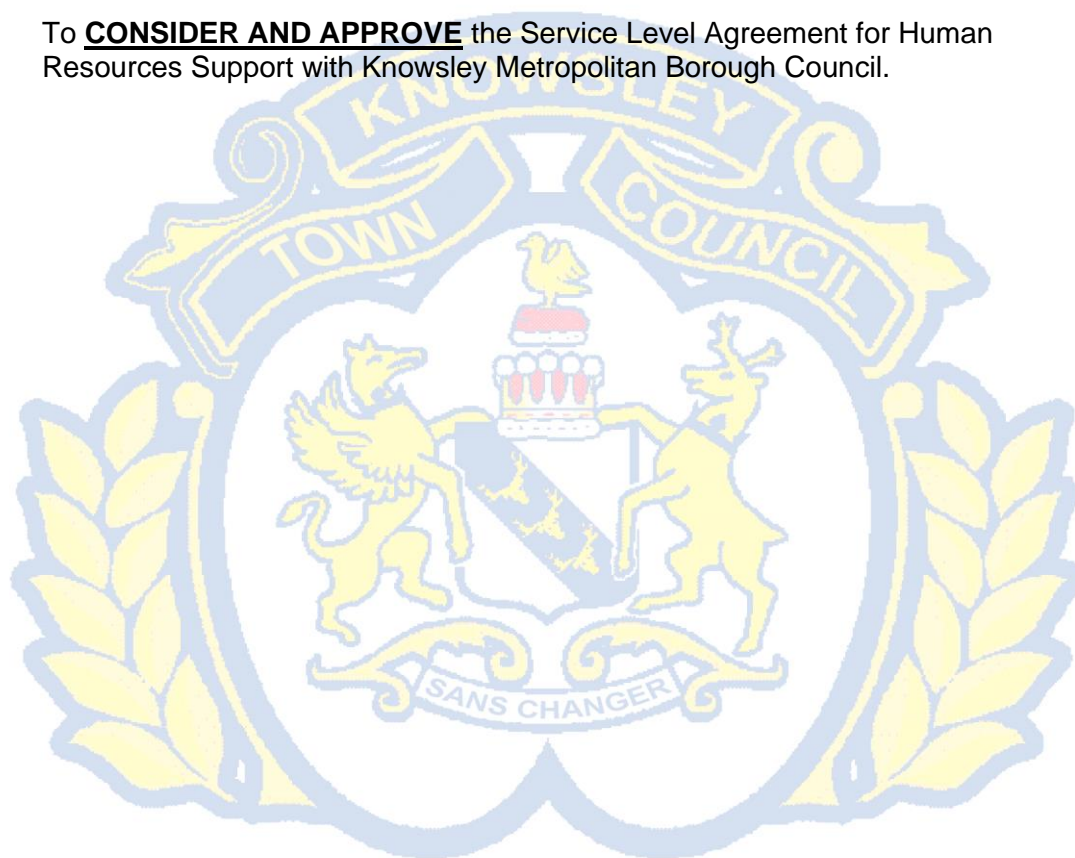 To CONSIDER AND APPROVE the Service Level Agreement for Human
Resources Support with Knowsley Metropolitan Borough Council.
KNOWSLEY
TOWN
COUNCIL
SANS CHANGER